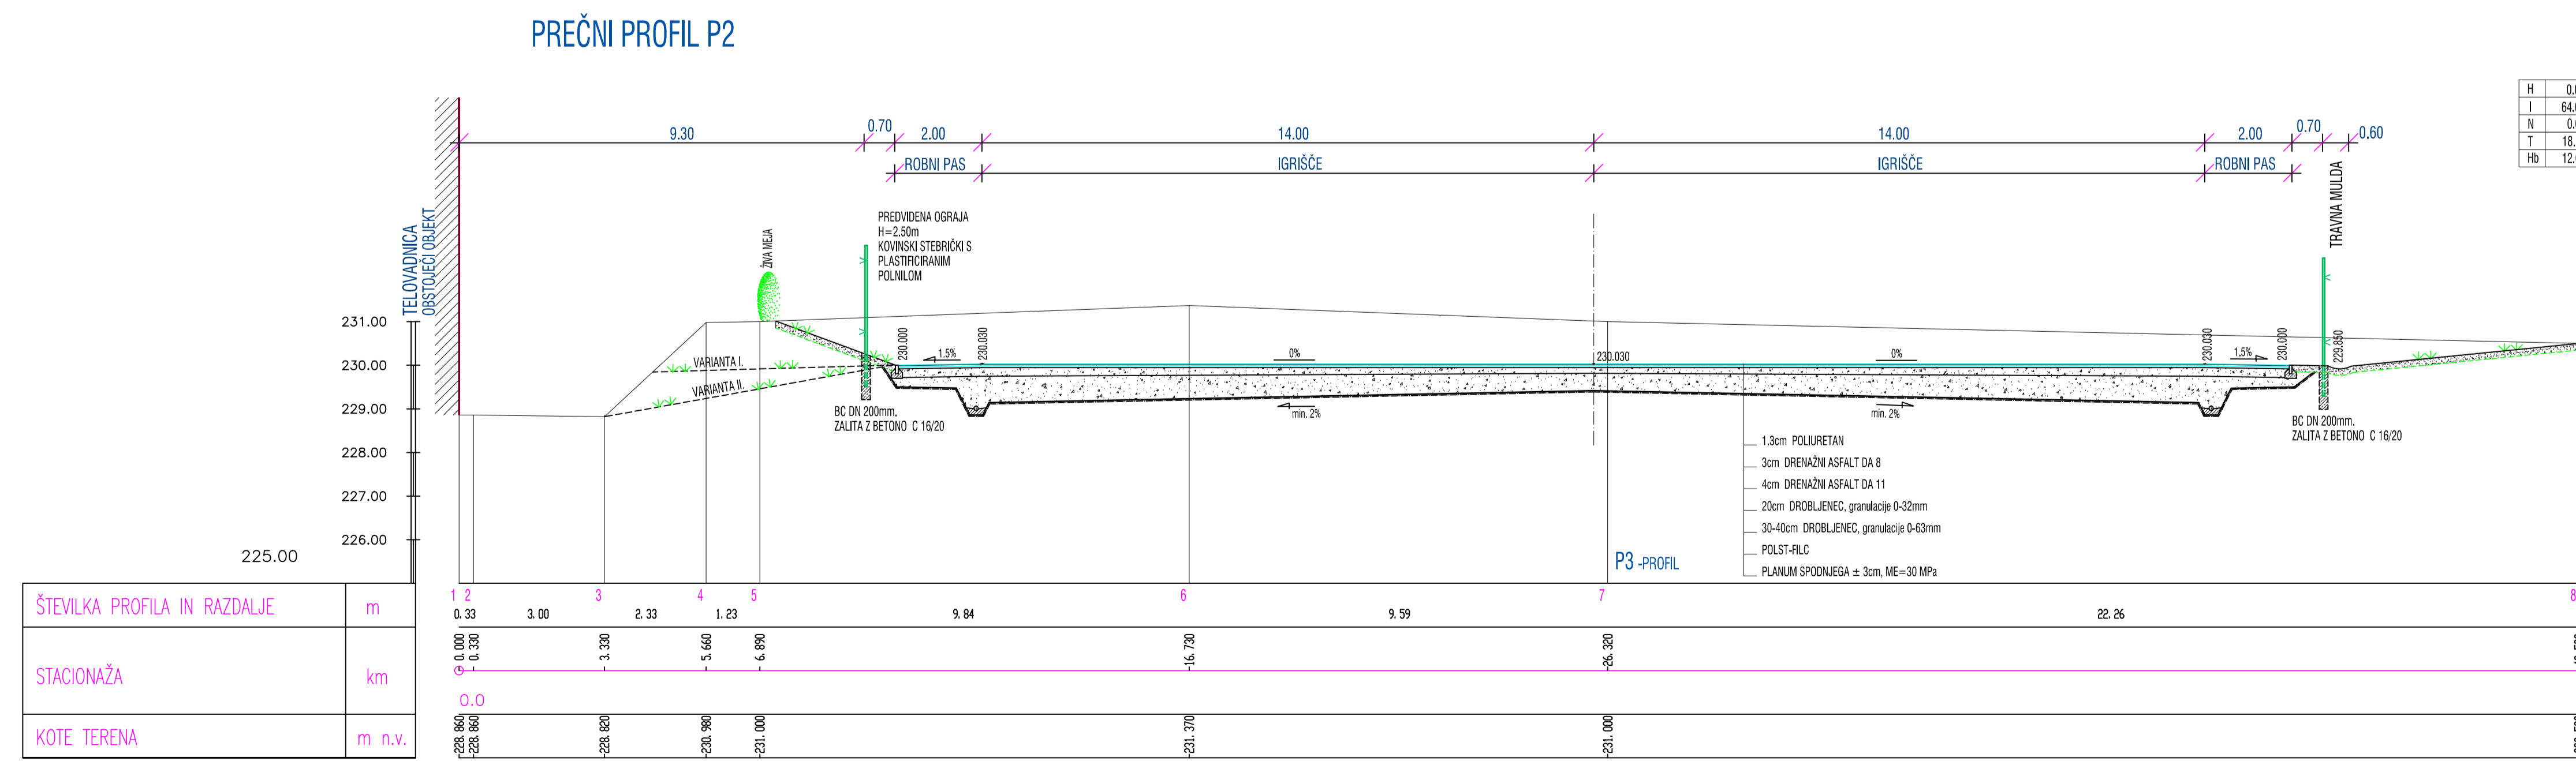 PREČNI PROFIL P2
H 0.
I 64.
N 0.
T 18.
Hb 12.
9.30 0.70 2.00 14.00 14.00 2.00 0.70 0.60
ROBNI PAS IGRIŠČE IGRIŠČE ROBNI PAS
TELOVADNICA
OBSTOJEČI OBJEKT
ŽIVA MEJA
PREDVIDENA OGRAJA
H=2.50m
KOVINSKI STEBRIČKI S
PLASTIFICIRANIM
POLNILOM
TRAVNA MULDA
231.00
230.00
229.00
228.00
227.00
226.00
225.00
VARIANTA I.
VARIANTA II.
230.000 1.5% 230.030 0% 230.030 0% 230.030 1.5% 230.000 229.850
min. 2% min. 2%
BC DN 200mm.
ZALITA Z BETONO C 16/20
BC DN 200mm.
ZALITA Z BETONO C 16/20
1.3cm POLIURETAN
3cm DRENAŽNI ASFALT DA 8
4cm DRENAŽNI ASFALT DA 11
20cm DROBLJENEC, granulacije 0-32mm
30-40cm DROBLJENEC, granulacije 0-63mm
POLST-FILC
PLANUM SPODNJEGA ± 3cm, ME=30 MPa
P3 -PROFIL
ŠTEVILKA PROFILA IN RAZDALJE m
1 2 3 4 5 6 7 8
0.33 3.00 2.33 1.23 9.84 9.59 22.26
STACIONAŽA km
0.000 0.330 3.330 5.660 6.890 16.730 26.320
0.0
KOTE TERENA m n.v.
228.860 228.860 228.820 230.980 231.000 231.370 231.000